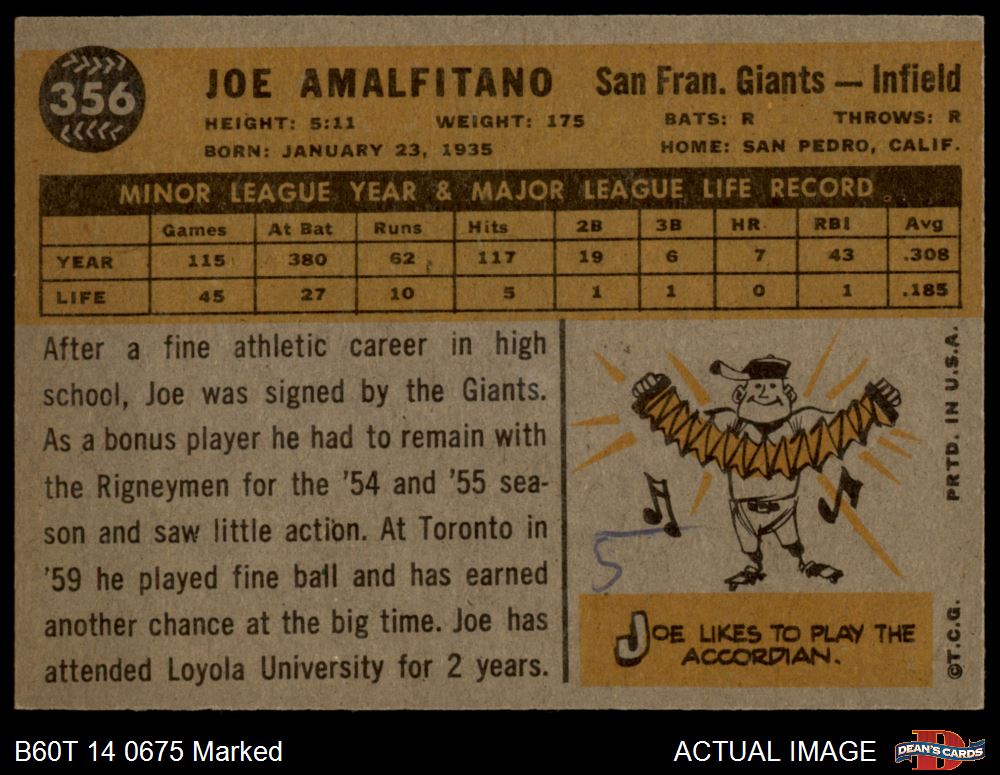 356
JOE AMALFITANO San Fran. Giants — Infield
HEIGHT: 5:11 WEIGHT: 175 BATS: R THROWS: R
BORN: JANUARY 23, 1935 HOME: SAN PEDRO, CALIF.
MINOR LEAGUE YEAR & MAJOR LEAGUE LIFE RECORD
Games At Bat Runs Hits 2B 3B HR RBI Avg
YEAR 115 380 62 117 19 6 7 43 .308
LIFE 45 27 10 5 1 1 0 1 .185
After a fine athletic career in high
school, Joe was signed by the Giants.
As a bonus player he had to remain with
the Rigneymen for the '54 and '55 sea-
son and saw little action. At Toronto in
'59 he played fine ball and has earned
another chance at the big time. Joe has
attended Loyola University for 2 years.
5
JOE LIKES TO PLAY THE
ACCORDIAN.
PRTD. IN U.S.A.
©T.C.G.
B60T 14 0675 Marked
ACTUAL IMAGE
D
DEAN'S CARDS